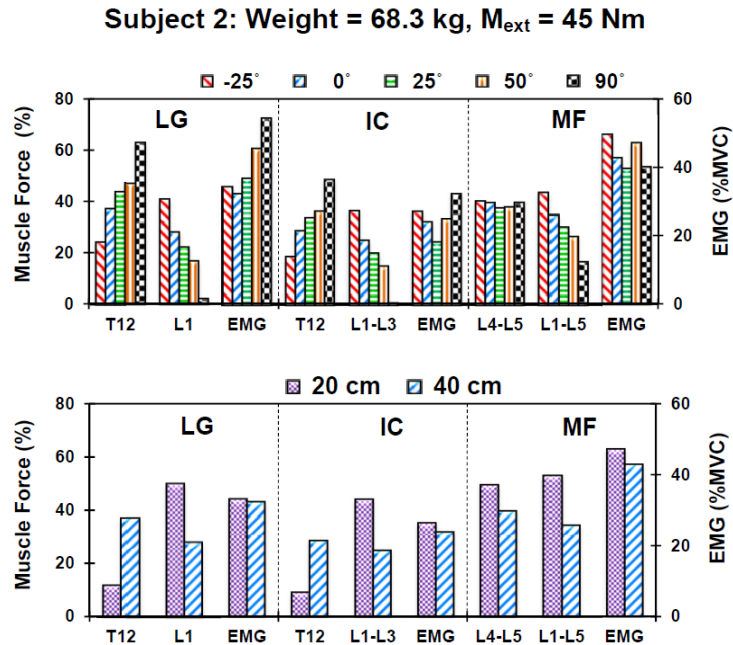 Subject 2: Weight = 68.3 kg, Mext = 45 Nm
-25° 0° 25° 50° 90°
Muscle Force (%)
80
60
40
20
0
LG IC MF
60
40
20
0
EMG (%MVC)
T12 L1 EMG T12 L1-L3 EMG L4-L5 L1-L5 EMG
20 cm 40 cm
Muscle Force (%)
80
60
40
20
0
LG IC MF
60
40
20
0
EMG (%MVC)
T12 L1 EMG T12 L1-L3 EMG L4-L5 L1-L5 EMG